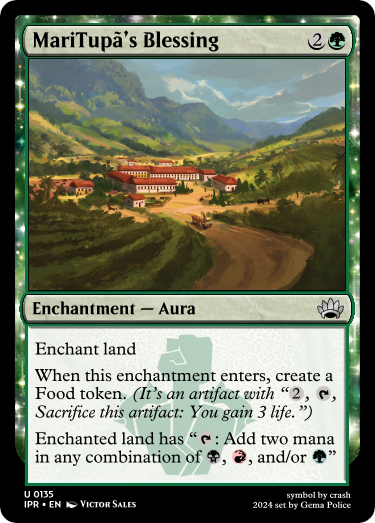 MariTupã's Blessing 2
Enchantment — Aura
Enchant land
When this enchantment enters, create a
Food token. (It's an artifact with "2, ,
Sacrifice this artifact: You gain 3 life.")
Enchanted land has " : Add two mana
in any combination of , , and/or "
U 0135
IPR • EN VICTOR SALES
symbol by crash
2024 set by Gema Police